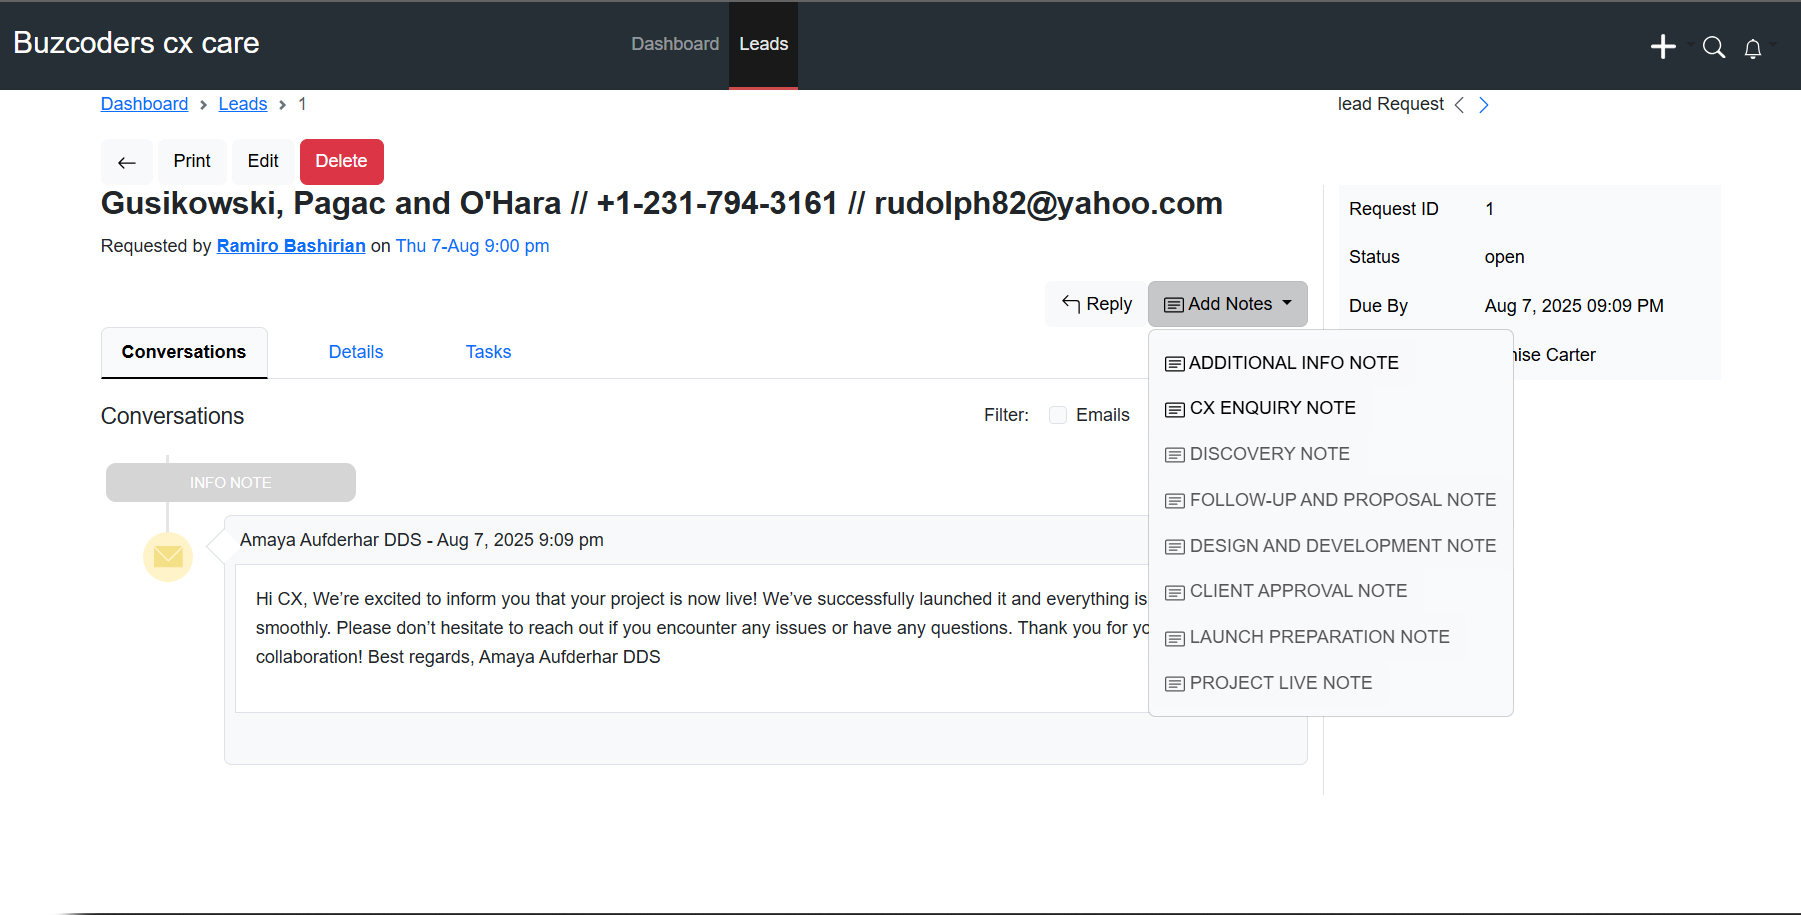 Buzcoders cx care
Dashboard
Leads
Dashboard > Leads > 1
lead Request
Print
Edit
Delete
Gusikowski, Pagac and O'Hara // +1-231-794-3161 // rudolph82@yahoo.com
Requested by Ramiro Bashirian on Thu 7-Aug 9:00 pm
Request ID 1
Status open
Due By Aug 7, 2025 09:09 PM
Carter
Reply
Add Notes
ADDITIONAL INFO NOTE
CX ENQUIRY NOTE
DISCOVERY NOTE
FOLLOW-UP AND PROPOSAL NOTE
DESIGN AND DEVELOPMENT NOTE
CLIENT APPROVAL NOTE
LAUNCH PREPARATION NOTE
PROJECT LIVE NOTE
Conversations
Details
Tasks
Conversations
Filter: Emails
INFO NOTE
Amaya Aufderhar DDS - Aug 7, 2025 9:09 pm
Hi CX, We’re excited to inform you that your project is now live! We’ve successfully launched it and everything is
smoothly. Please don’t hesitate to reach out if you encounter any issues or have any questions. Thank you for
collaboration! Best regards, Amaya Aufderhar DDS